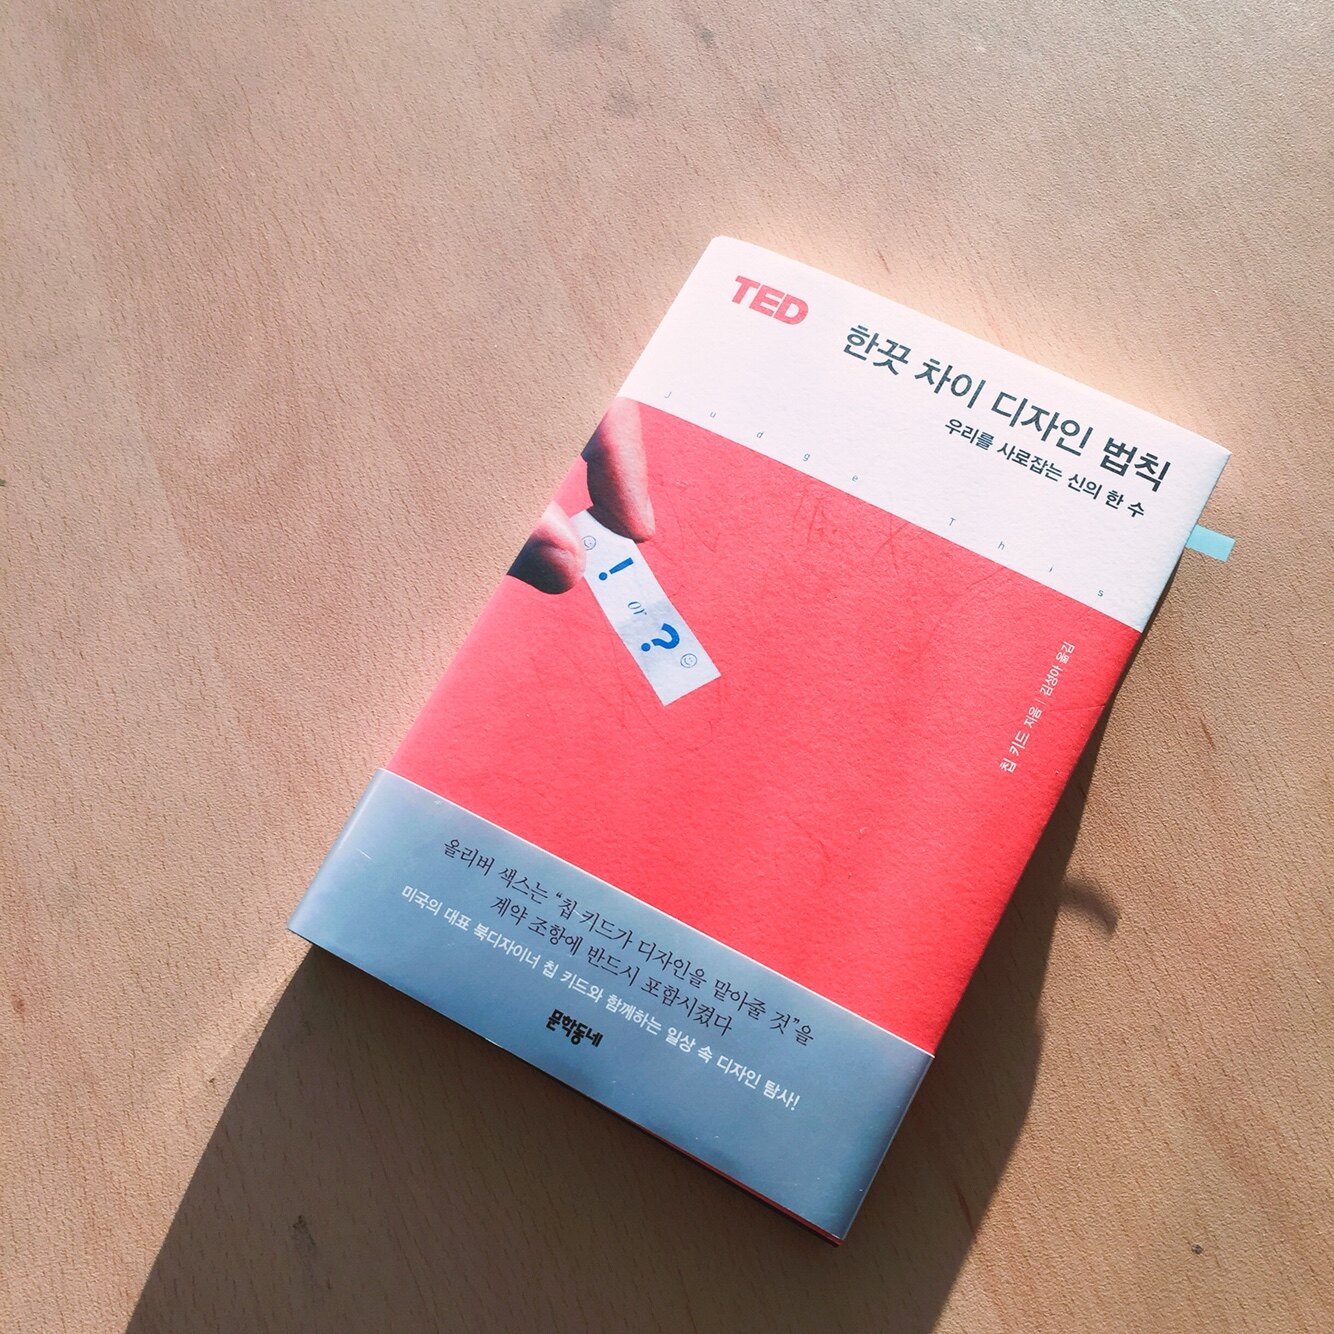 TED
한끗 차이 디자인 법칙
우리를 사로잡는 신의 한 수
Judge This
! or ?
칩 키드 지음 | 김성아 옮김
올리버 색스는 “칩 키드가 디자인을 맡아줄 것”을
계약 조항에 반드시 포함시켰다
미국의 대표 북디자이너 칩 키드와 함께하는 일상 속 디자인 탐사!
문학동네